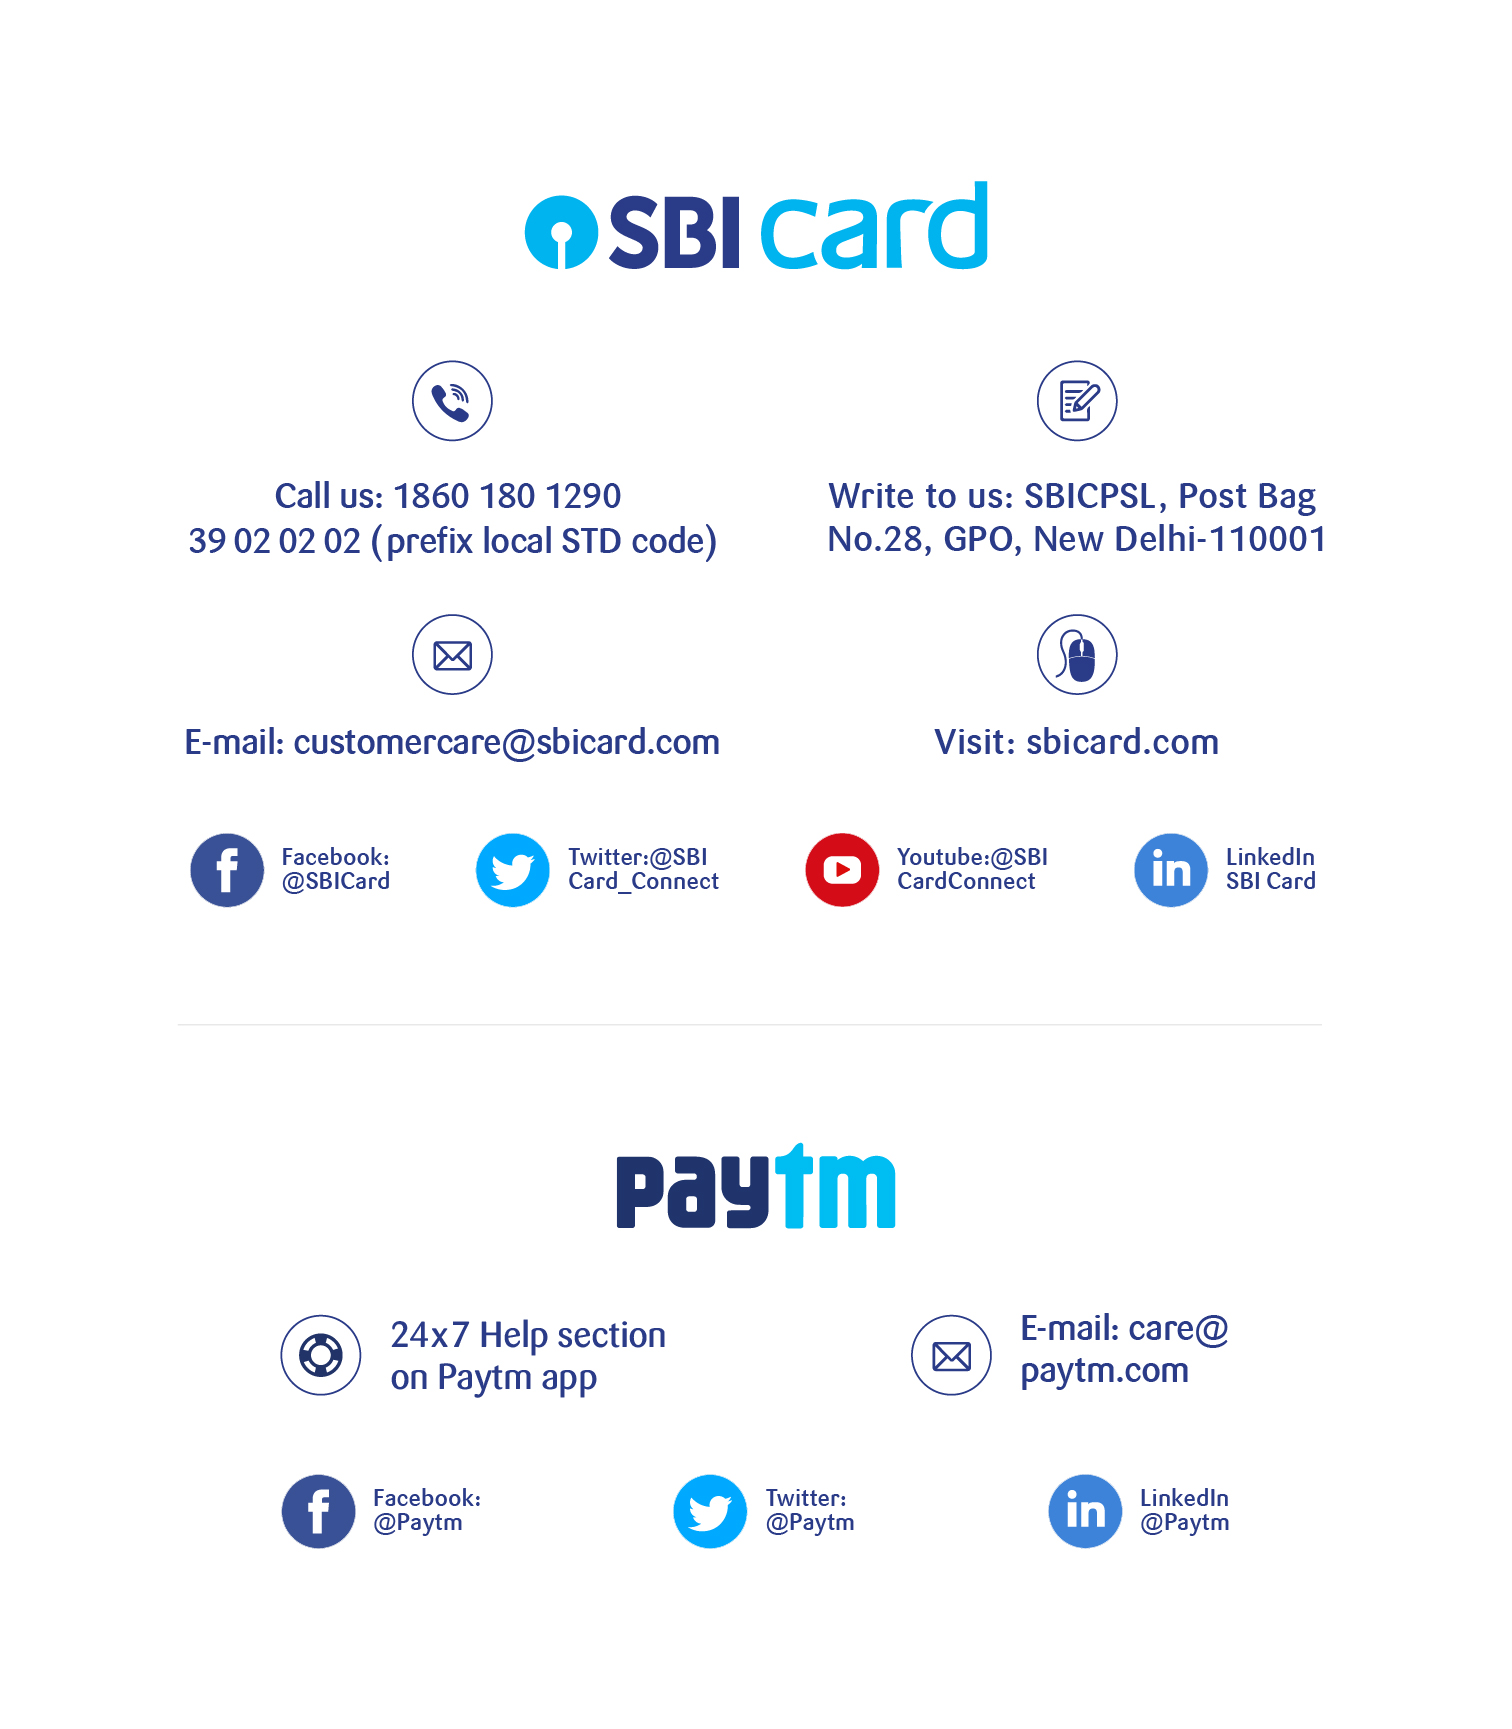 SBI card
Call us: 1860 180 1290
39 02 02 02 (prefix local STD code)
Write to us: SBICPSL, Post Bag
No.28, GPO, New Delhi-110001
E-mail: customercare@sbicard.com
Visit: sbicard.com
Facebook:
@SBICard
Twitter:@SBI
Card_Connect
Youtube:@SBI
CardConnect
LinkedIn
SBI Card
paytm
24x7 Help section
on Paytm app
E-mail: care@
paytm.com
Facebook:
@Paytm
Twitter:
@Paytm
LinkedIn
@Paytm